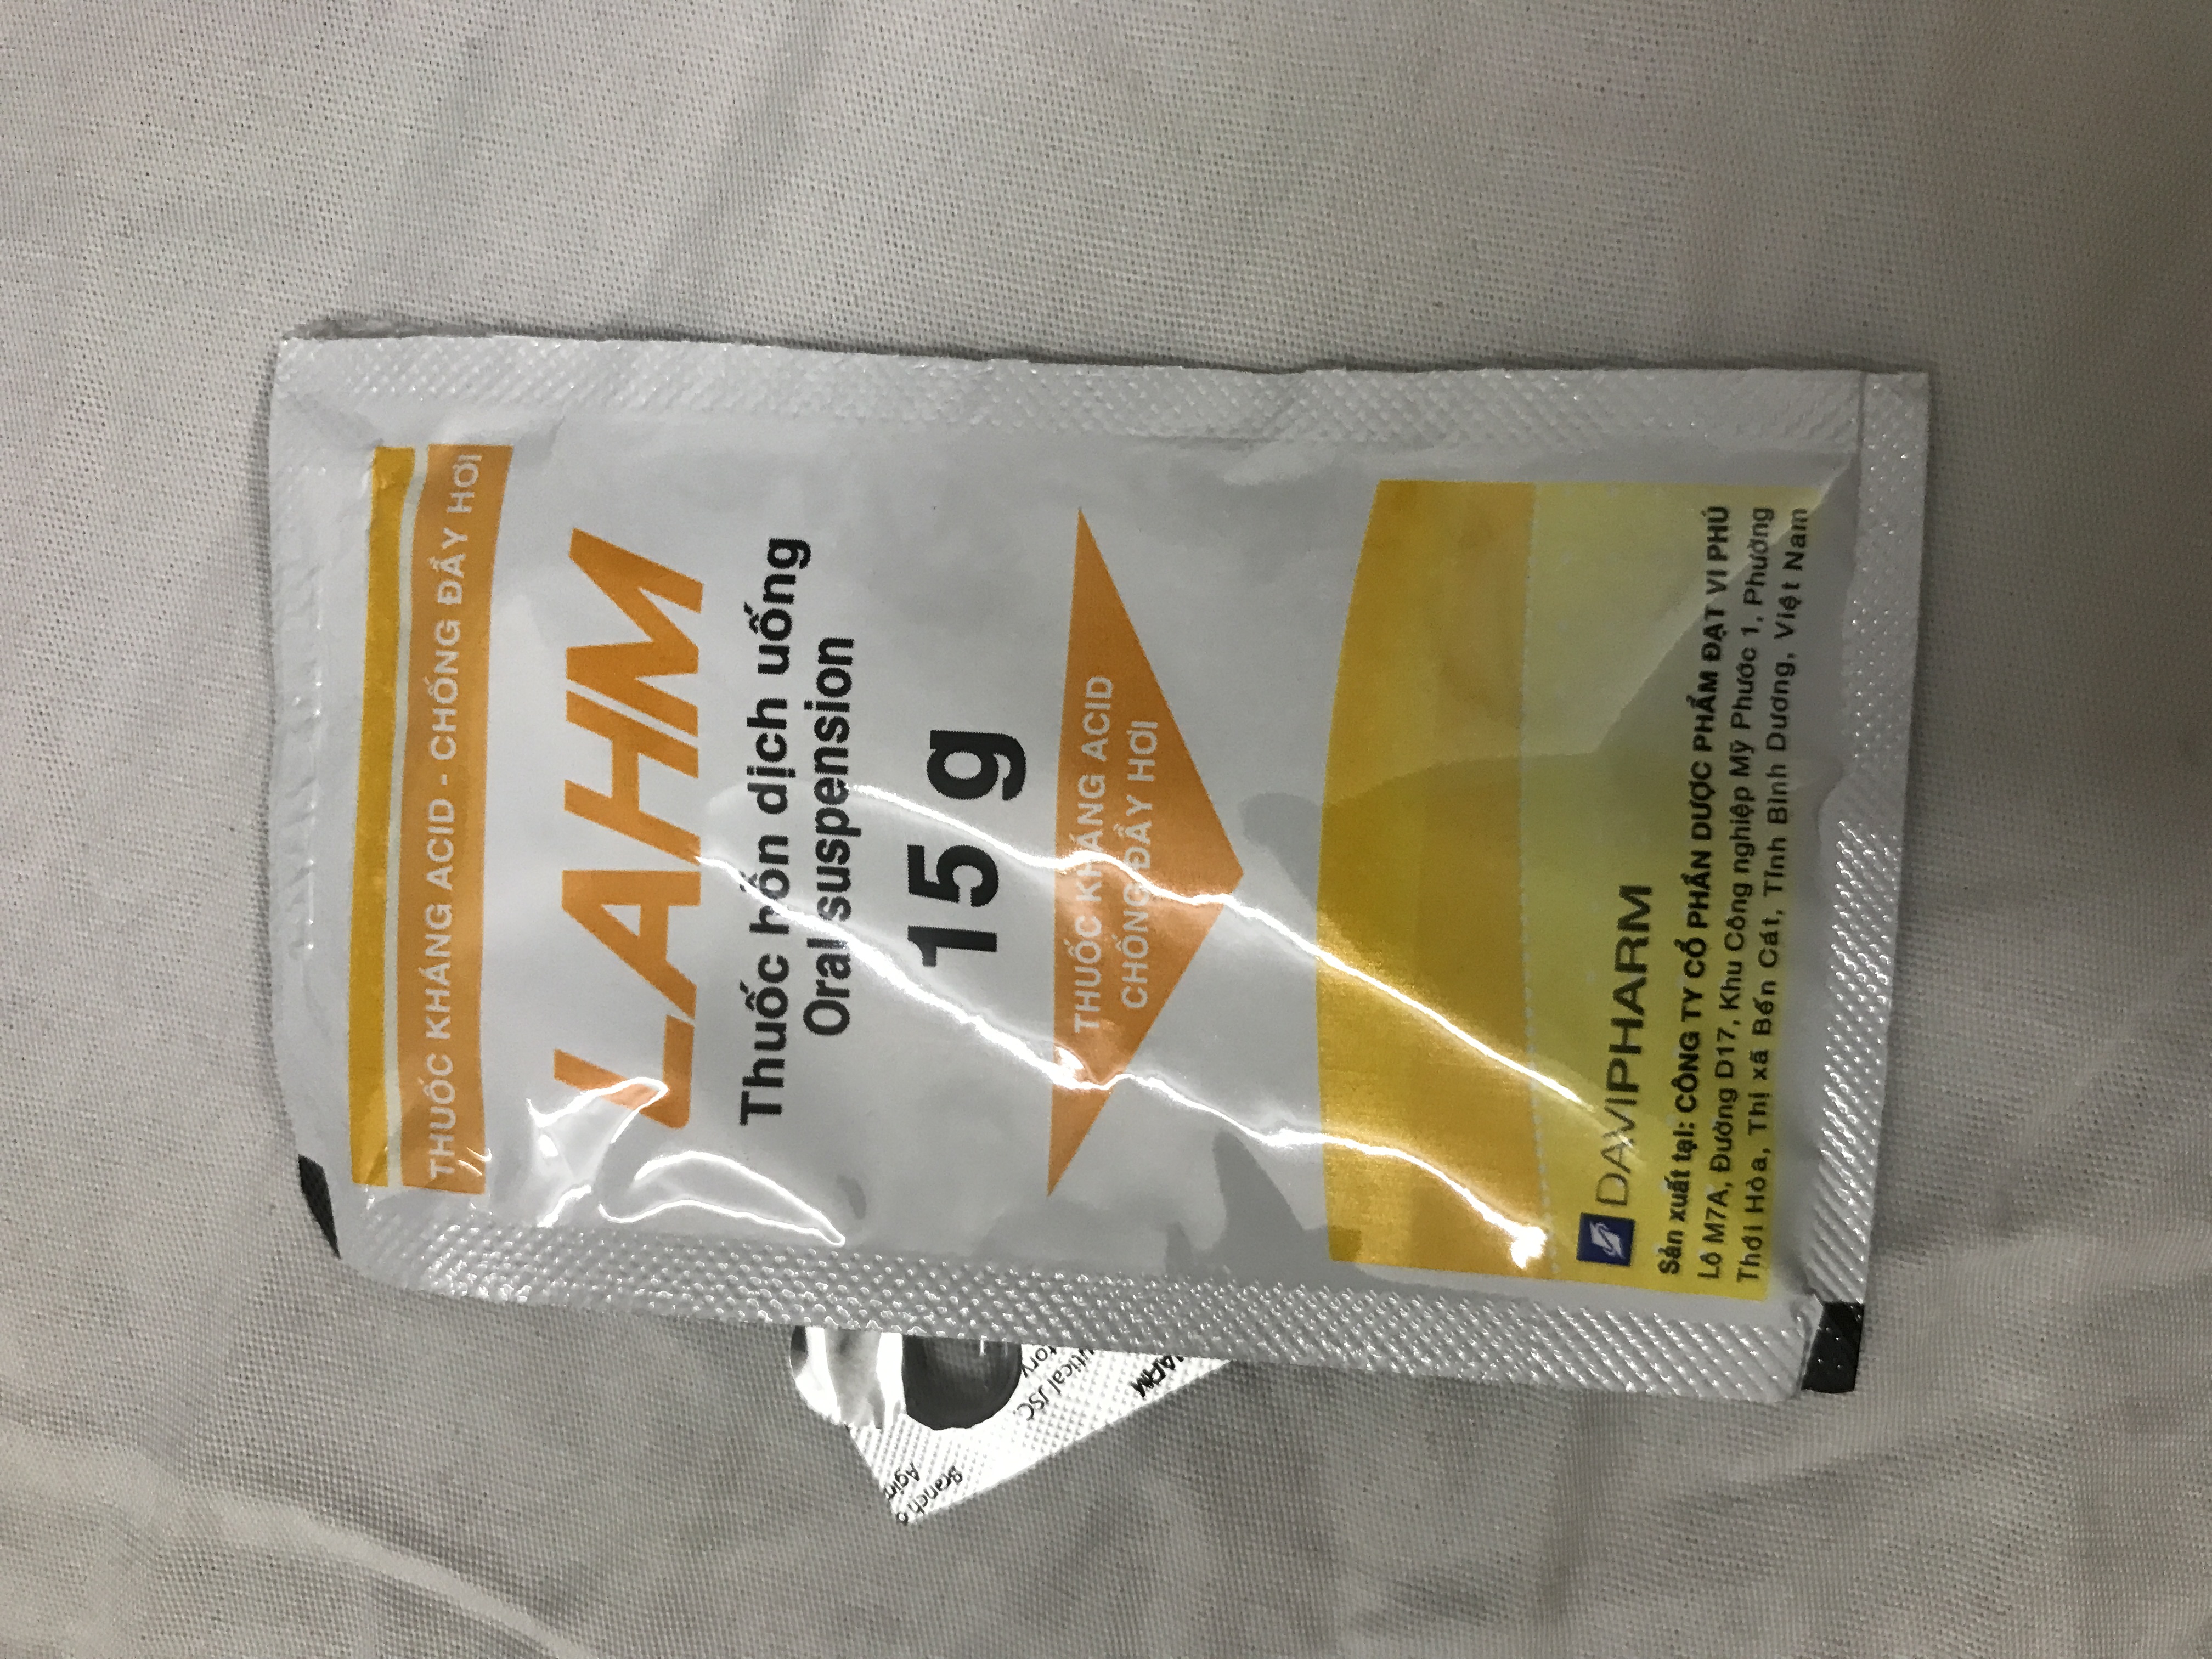 THUỐC KHÁNG ACID - CHỐNG ĐẦY HƠI
LAHM
Thuốc hỗn dịch uống
Oral suspension
15 g
THUỐC KHÁNG ACID
CHỐNG ĐẦY HƠI
DAVIPHARM
Sản xuất tại: CÔNG TY CỔ PHẦN DƯỢC PHẨM ĐẠT VI PHÚ
Lô M7A, Đường D17, Khu Công nghiệp Mỹ Phước 1, Phường
Thới Hòa, Thị xã Bến Cát, Tỉnh Bình Dương, Việt Nam
Branch
JSC.